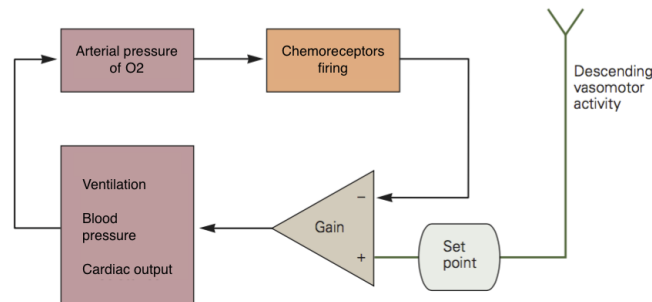 Arterial pressure
of O2
Chemoreceptors
firing
Descending
vasomotor
activity
Ventilation
Blood
pressure
Cardiac output
Gain
−
+
Set
point